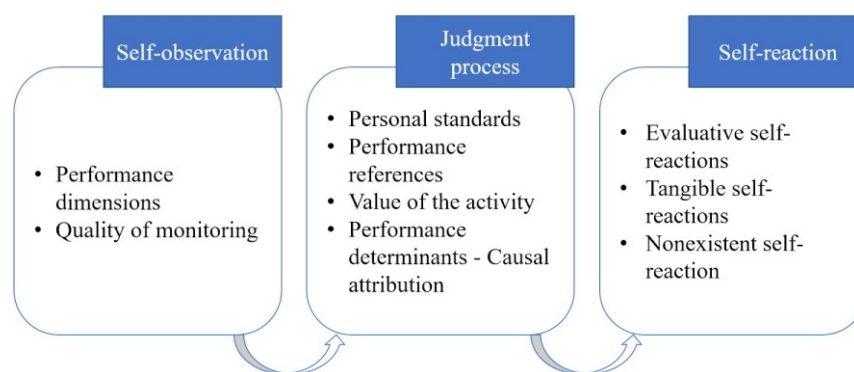 Self-observation
• Performance
dimensions
• Quality of monitoring
Judgment
process
• Personal standards
• Performance
references
• Value of the activity
• Performance
determinants - Causal
attribution
Self-reaction
• Evaluative self-
reactions
• Tangible self-
reactions
• Nonexistent self-
reaction